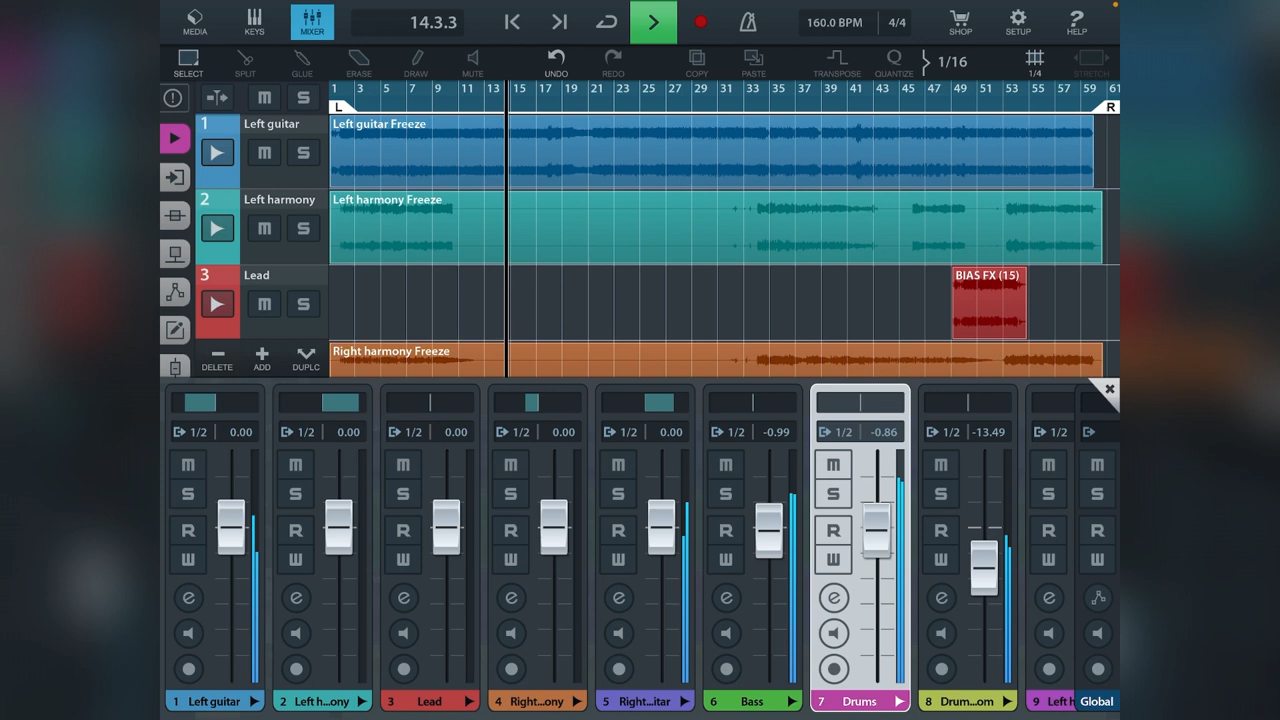 MEDIA KEYS MIXER 14.3.3 160.0 BPM 4/4 SHOP SETUP ? HELP
SELECT SPLIT GLUE ERASE DRAW MUTE UNDO REDO COPY PASTE TRANSPOSE Q QUANTIZE 1/16 1/4 STRETCH
M S 1 3 5 7 9 11 13 15 17 19 21 23 25 27 29 31 33 35 37 39 41 43 45 47 49 51 53 55 57 59 61
L R
1 Left guitar Left guitar Freeze
M S
2 Left harmony Left harmony Freeze
M S
3 Lead BIAS FX (15)
M S
Right harmony Freeze
DELETE ADD DUPLC
1/2 0.00 1/2 0.00 1/2 0.00 1/2 0.00 1/2 0.00 1/2 -0.99 1/2 -0.86 1/2 -13.49 1/2
M M M M M M M M M M
S S S S S S S S S S
R R R R R R R R R R
W W W W W W W W W W
e e e e e e e e e
1 Left guitar 2 Left h...ony 3 Lead 4 Right...ony 5 Right...itar 6 Bass 7 Drums 8 Drum...om 9 Left h Global